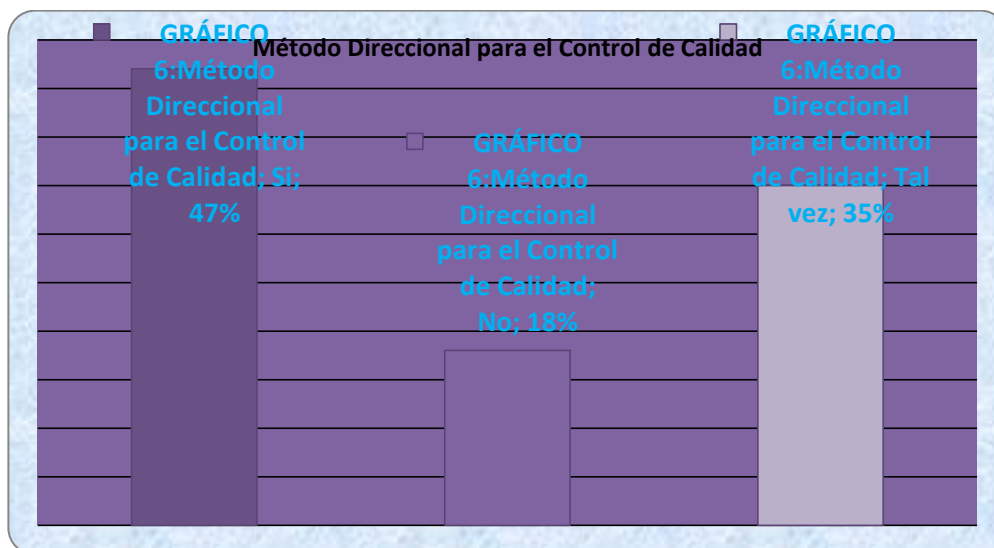 Método Direccional para el Control de Calidad
GRÁFICO
6:Método
Direccional
para el Control
de Calidad; Si;
47%
GRÁFICO
6:Método
Direccional
para el Control
de Calidad;
No; 18%
GRÁFICO
6:Método
Direccional
para el Control
de Calidad; Tal
vez; 35%